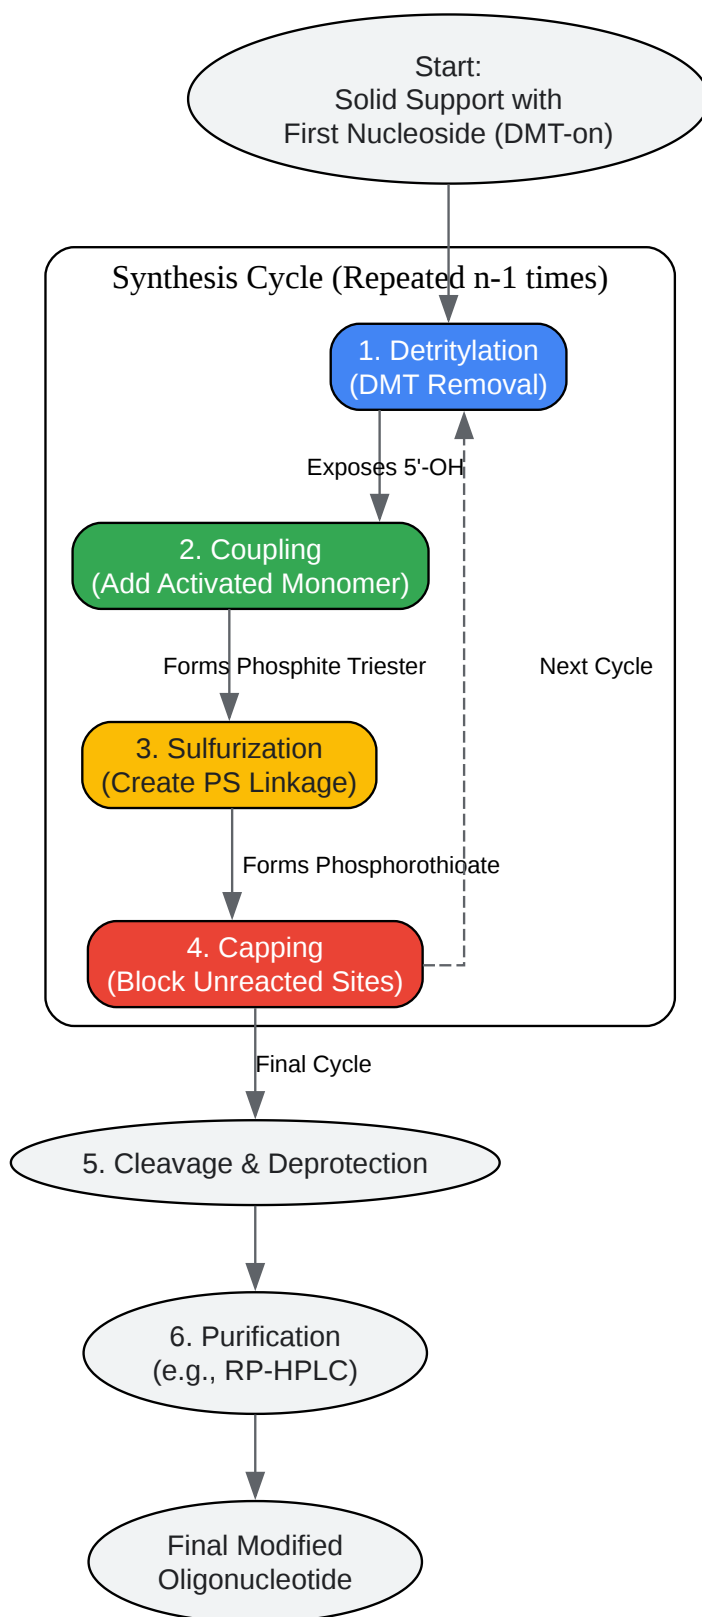 Start:
Solid Support with
First Nucleoside (DMT-on)
Synthesis Cycle (Repeated n-1 times)
1. Detritylation
(DMT Removal)
Exposes 5'-OH
2. Coupling
(Add Activated Monomer)
Forms Phosphite Triester
Next Cycle
3. Sulfurization
(Create PS Linkage)
Forms Phosphorothioate
4. Capping
(Block Unreacted Sites)
Final Cycle
5. Cleavage & Deprotection
6. Purification
(e.g., RP-HPLC)
Final Modified
Oligonucleotide